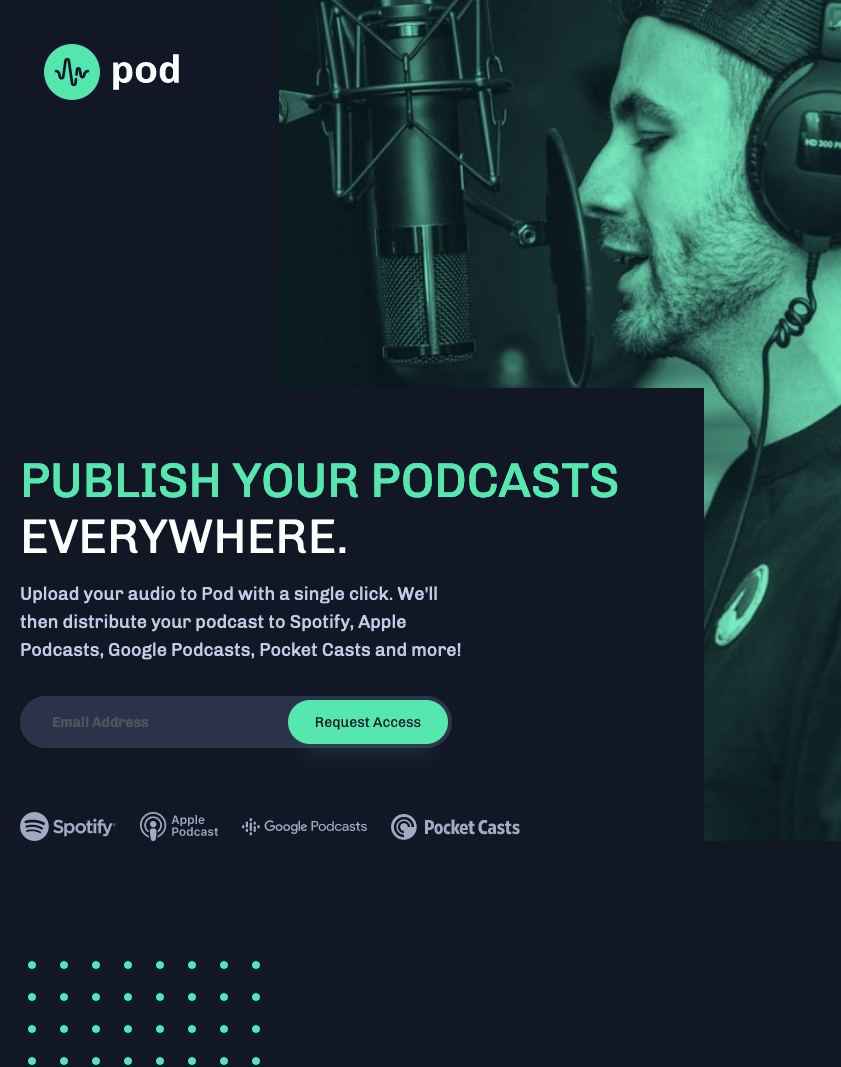 pod
HD 300 P
PUBLISH YOUR PODCASTS
EVERYWHERE.
Upload your audio to Pod with a single click. We'll
then distribute your podcast to Spotify, Apple
Podcasts, Google Podcasts, Pocket Casts and more!
Email Address
Request Access
Spotify
Apple
Podcast
Google Podcasts
Pocket Casts